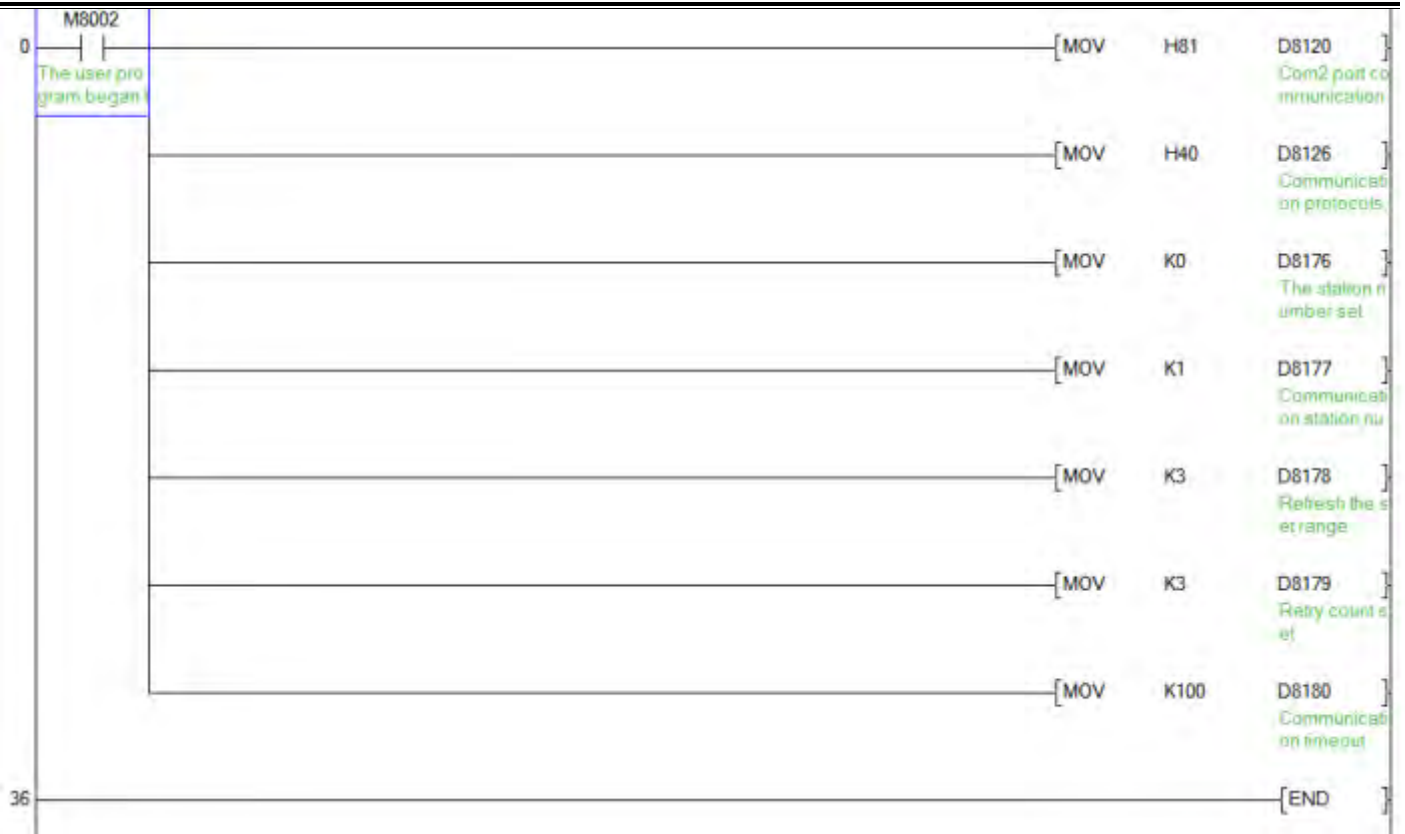 M8002
0 [MOV H81 D8120 ]
The user pro
gram began
Com2 port co
mmunication
[MOV H40 D8126 ]
Communicati
on protocols
[MOV K0 D8176 ]
The station n
umber set
[MOV K1 D8177 ]
Communicati
on station nu
[MOV K3 D8178 ]
Refresh the s
et range
[MOV K3 D8179 ]
Retry count s
et
[MOV K100 D8180 ]
Communicati
on timeout
36 [END ]